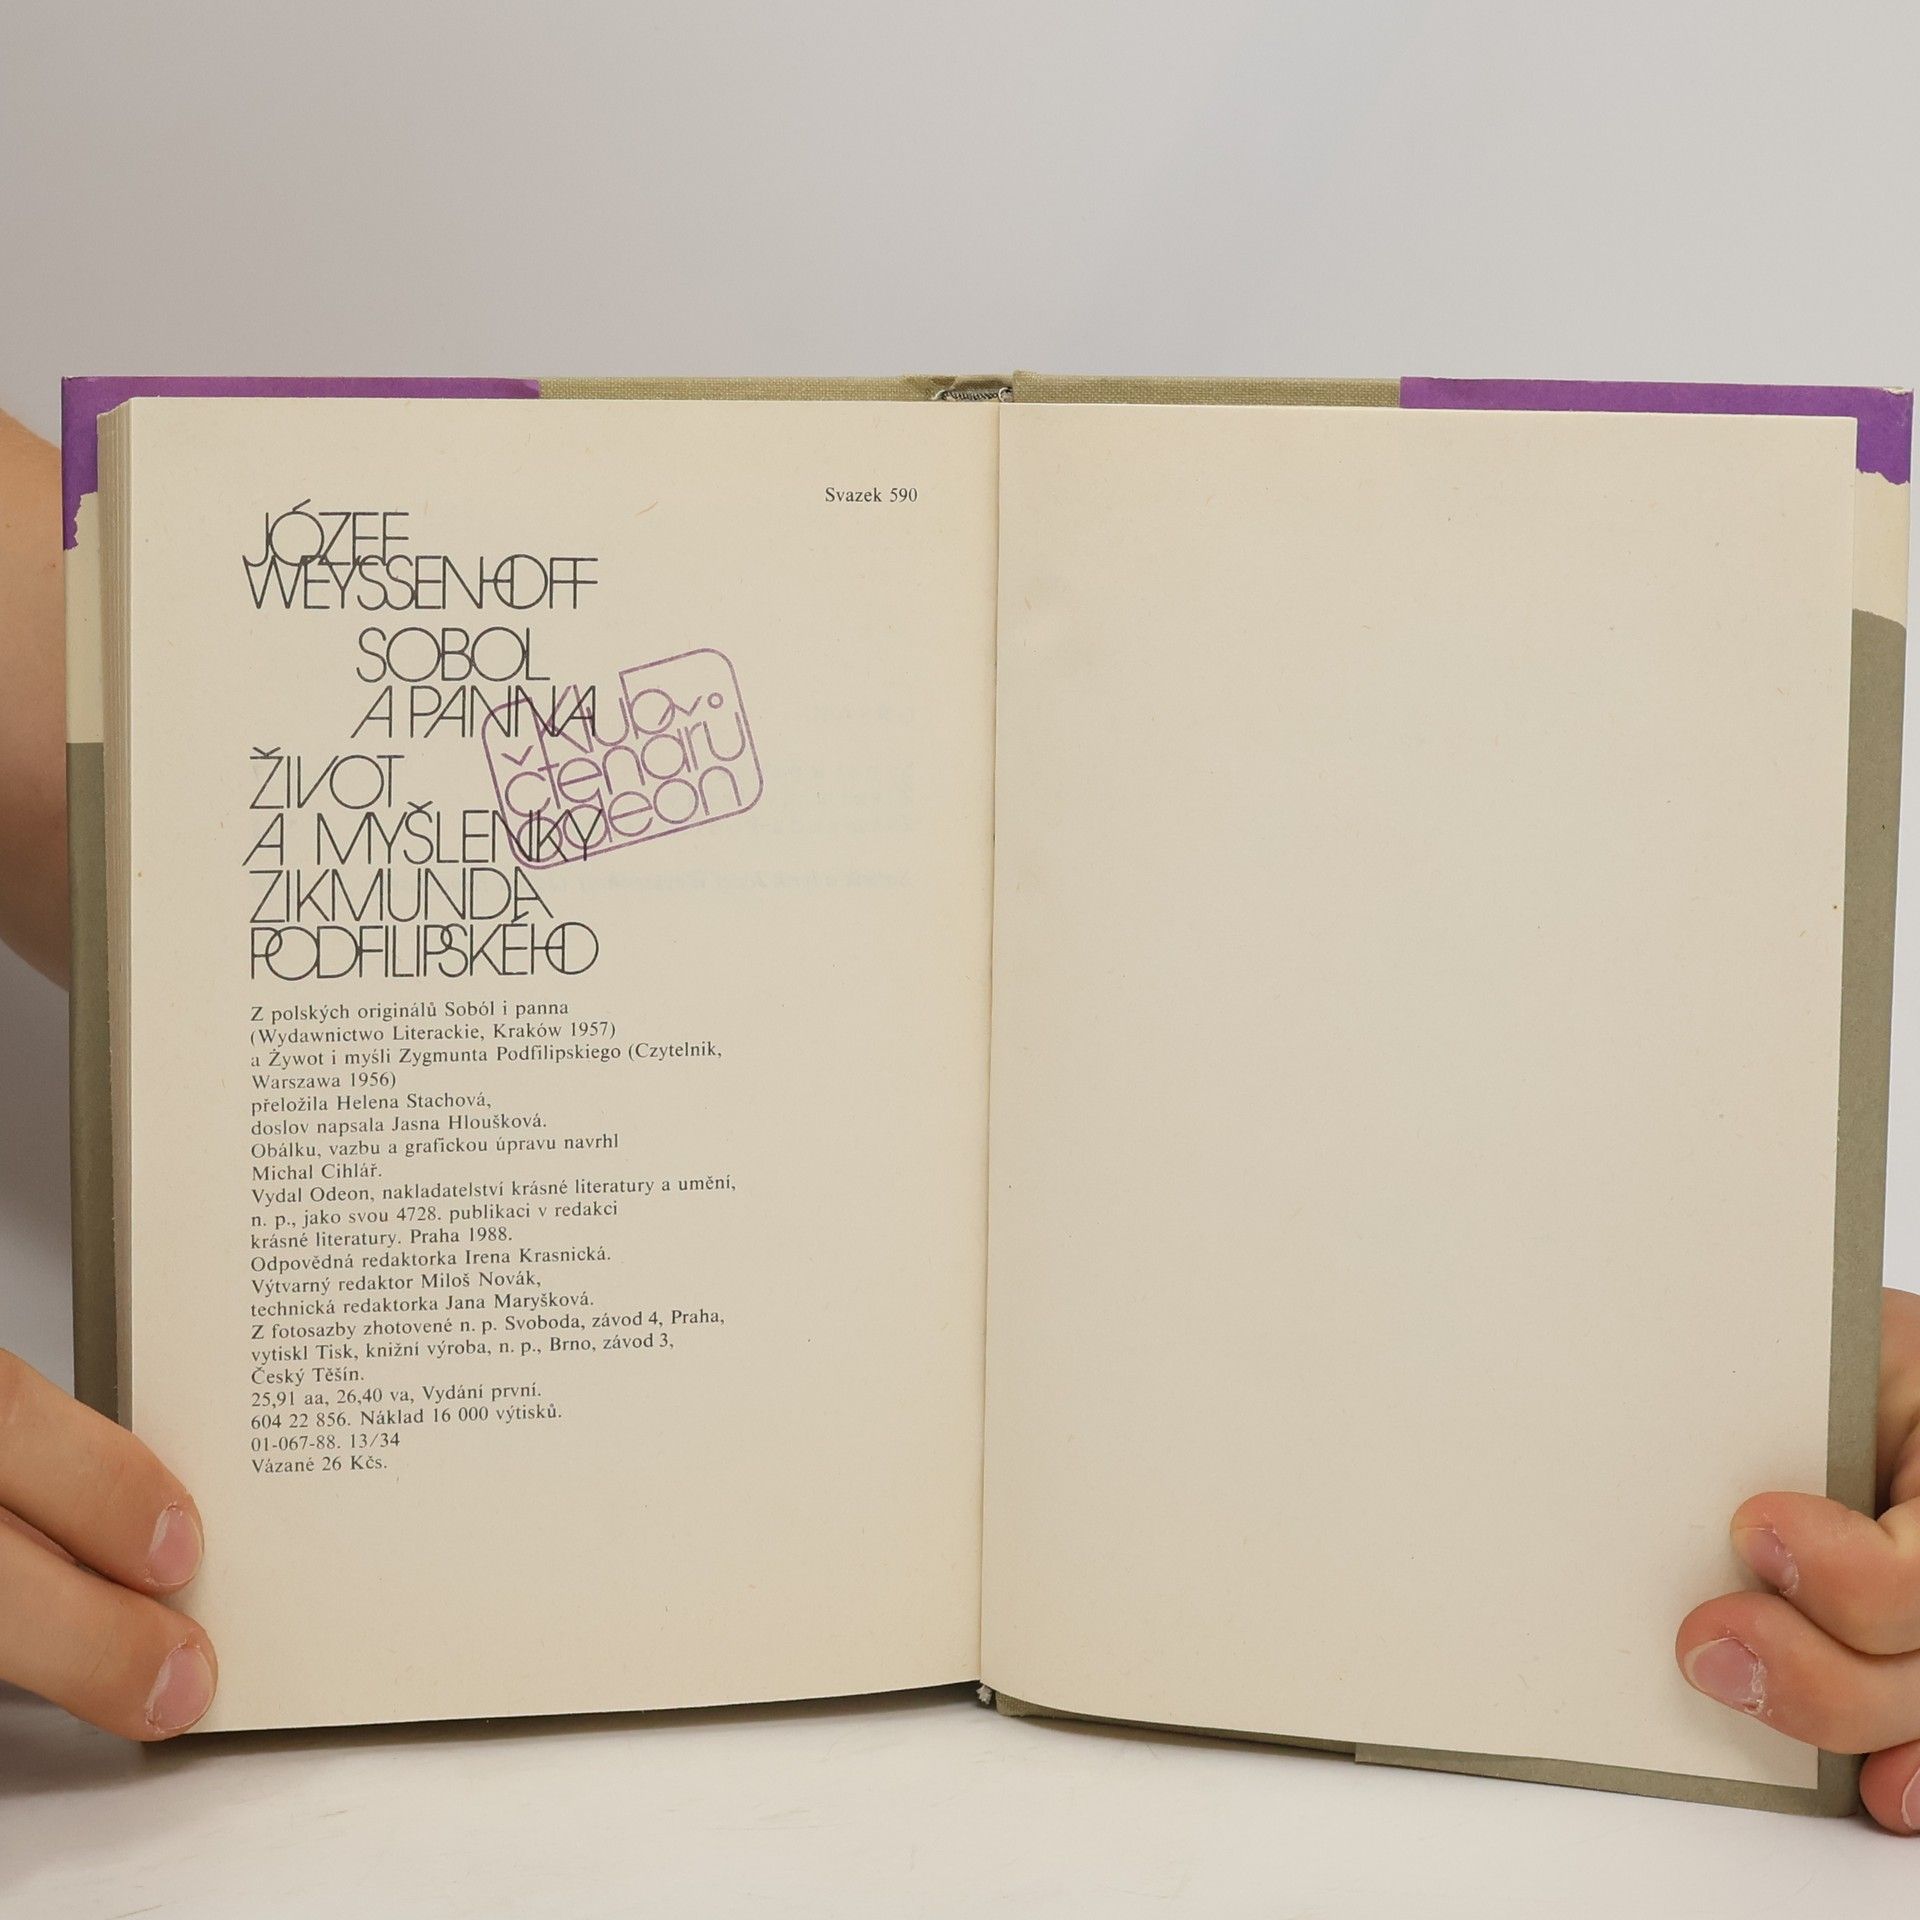 Svazek 590
JÓZEF
WEYSSENHOFF
SOBOL
A PANNA
klub
čtenářů
odeon
ŽIVOT
A MYŠLENKY
ZIKMUNDA
PODFILIPSKÉHO
Z polských originálů Soból i panna
(Wydawnictwo Literackie, Kraków 1957)
a Żywot i myśli Zygmunta Podfilipskiego (Czytelnik,
Warszawa 1956)
přeložila Helena Stachová,
doslov napsala Jasna Hloušková.
Obálku, vazbu a grafickou úpravu navrhl
Michal Cihlář.
Vydal Odeon, nakladatelství krásné literatury a umění,
n. p., jako svou 4728. publikaci v redakci
krásné literatury. Praha 1988.
Odpovědná redaktorka Irena Krasnická.
Výtvarný redaktor Miloš Novák,
technická redaktorka Jana Maryšková.
Z fotosazby zhotovené n. p. Svoboda, závod 4, Praha,
vytiskl Tisk, knižní výroba, n. p., Brno, závod 3,
Český Těšín.
25,91 aa, 26,40 va, Vydání první.
604 22 856. Náklad 16 000 výtisků.
01-067-88. 13/34
Vázané 26 Kčs.